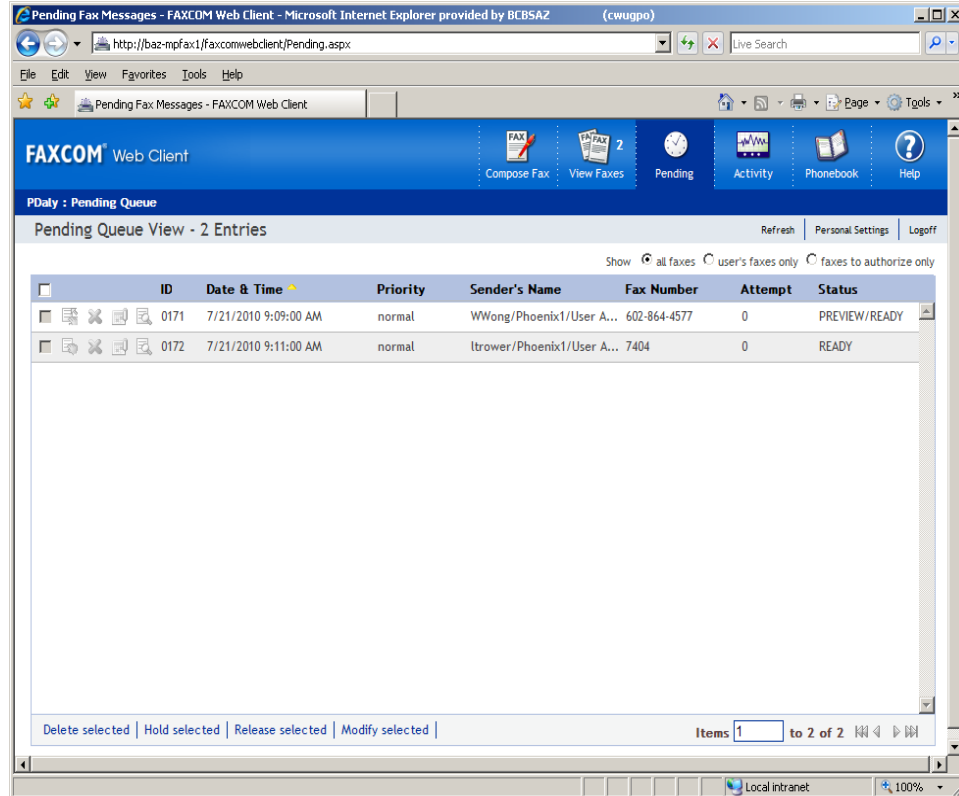 Pending Fax Messages - FAXCOM Web Client - Microsoft Internet Explorer provided by BCBSAZ (cwugpo)
http://baz-mpfax1/faxcomwebclient/Pending.aspx
Live Search
File Edit View Favorites Tools Help
Pending Fax Messages - FAXCOM Web Client
Page Tools »
FAXCOM® Web Client
FAX
FAX FAX 2
Compose Fax View Faxes Pending Activity Phonebook Help
PDaly : Pending Queue
Pending Queue View - 2 Entries
Refresh Personal Settings Logoff
Show all faxes user's faxes only faxes to authorize only
ID Date & Time Priority Sender's Name Fax Number Attempt Status
0171 7/21/2010 9:09:00 AM normal WWong/Phoenix1/User A... 602-864-4577 0 PREVIEW/READY
0172 7/21/2010 9:11:00 AM normal ltrower/Phoenix1/User A... 7404 0 READY
Delete selected | Hold selected | Release selected | Modify selected |
Items 1 to 2 of 2
Local intranet 100%